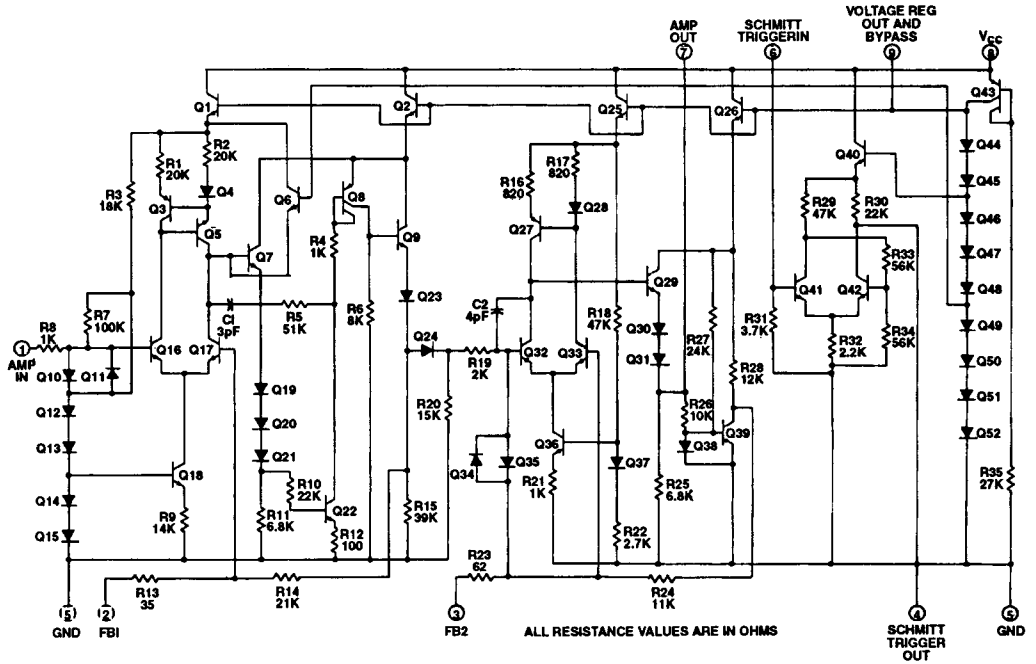 VOLTAGE REG
OUT AND
BYPASS
9
AMP
OUT
7
SCHMITT
TRIGGERIN
6
VCC
8
Q1
Q2
Q25
Q26
Q43
R1
20K
R2
20K
R3
18K
Q4
Q3
Q5
Q6
Q7
Q8
R4
1K
Q9
R16
820
R17
820
Q28
Q27
Q40
R29
47K
R30
22K
Q44
Q45
Q46
Q47
Q48
Q49
Q50
Q51
Q52
R33
56K
R34
56K
Q41
Q42
R31
3.7K
R32
2.2K
R7
100K
R8
1K
1
AMP
IN
Q10
Q11
Q12
Q13
Q14
Q15
Q16
Q17
C1
3pF
R5
51K
R6
8K
Q23
Q24
C2
4pF
R19
2K
R20
15K
Q32
Q33
R18
47K
Q29
Q30
Q31
R27
24K
R28
12K
R26
10K
Q38
Q39
Q18
R9
14K
Q19
Q20
Q21
R10
22K
R11
6.8K
Q22
R12
100
R15
39K
Q34
Q35
Q36
R21
1K
Q37
R22
2.7K
R25
6.8K
R35
27K
R13
35
R14
21K
R23
62
R24
11K
5
GND
2
FB1
3
FB2
ALL RESISTANCE VALUES ARE IN OHMS
4
SCHMITT
TRIGGER
OUT
5
GND